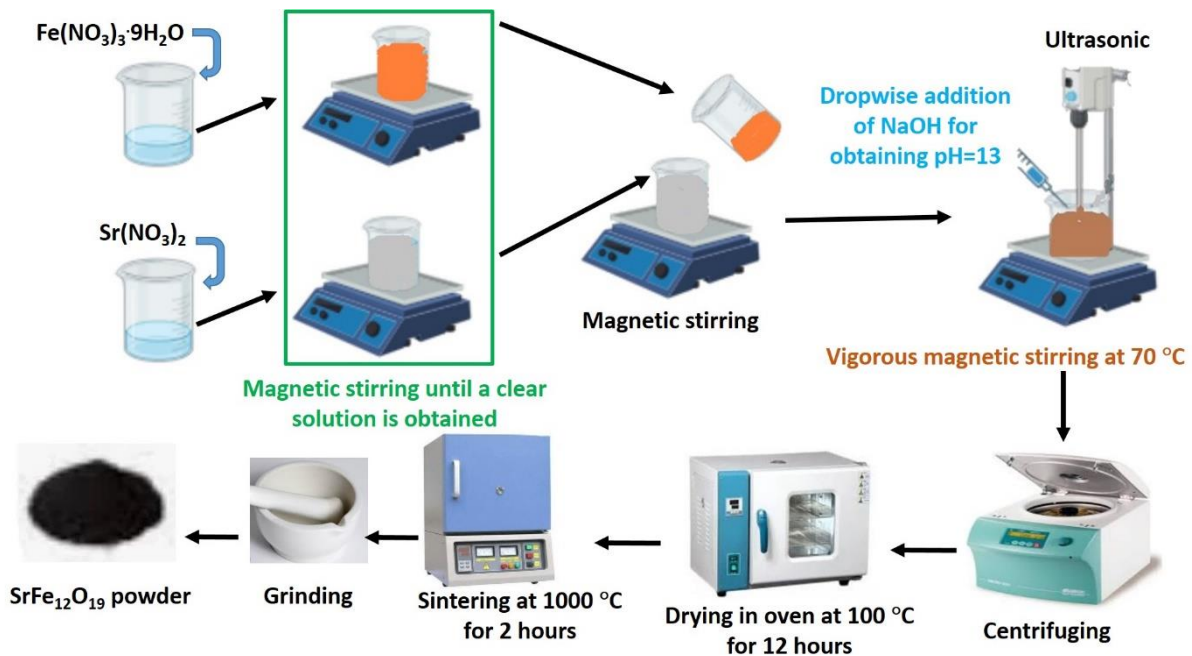 Fe(NO₃)₃·9H₂O
Ultrasonic
Dropwise addition
of NaOH for
obtaining pH=13
Sr(NO₃)₂
Magnetic stirring
Vigorous magnetic stirring at 70 °C
Magnetic stirring until a clear
solution is obtained
SrFe₁₂O₁₉ powder
Grinding
Sintering at 1000 °C
for 2 hours
Drying in oven at 100 °C
for 12 hours
Centrifuging